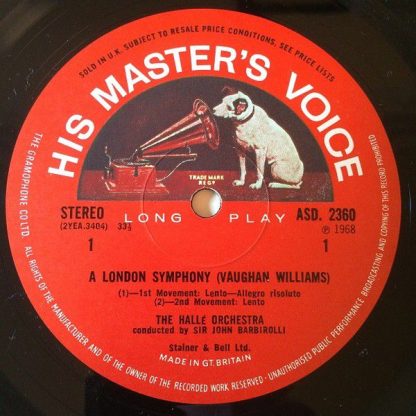 SOLD IN U.K. SUBJECT TO RESALE PRICE CONDITIONS, SEE PRICE LISTS
HIS MASTER'S VOICE
TRADE MARK
REGD
STEREO
LONG PLAY
ASD. 2360
(2YEA.3404) 33⅓
℗ 1968
1
1
A LONDON SYMPHONY (VAUGHAN WILLIAMS)
(1)—1st Movement: Lento—Allegro risoluto
(2)—2nd Movement: Lento
THE HALLÉ ORCHESTRA
conducted by SIR JOHN BARBIROLLI
Stainer & Bell Ltd.
MADE IN GT. BRITAIN
THE GRAMOPHONE CO LTD. ALL RIGHTS OF THE MANUFACTURER AND OF THE OWNER OF THE RECORDED WORK RESERVED · UNAUTHORISED PUBLIC PERFORMANCE BROADCASTING AND COPYING OF THIS RECORD PROHIBITED